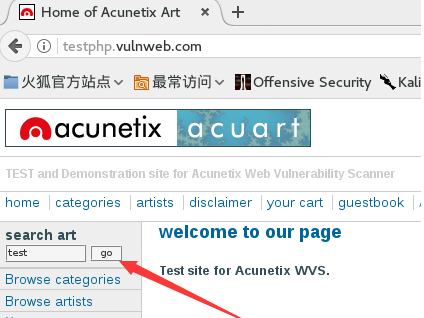 Home of Acunetix Art
testphp.vulnweb.com
火狐官方站点 最常访问 Offensive Security Kali
acunetix acuart
TEST and Demonstration site for Acunetix Web Vulnerability Scanner
home categories artists disclaimer your cart guestbook
search art
test go
welcome to our page
Test site for Acunetix WVS.
Browse categories
Browse artists